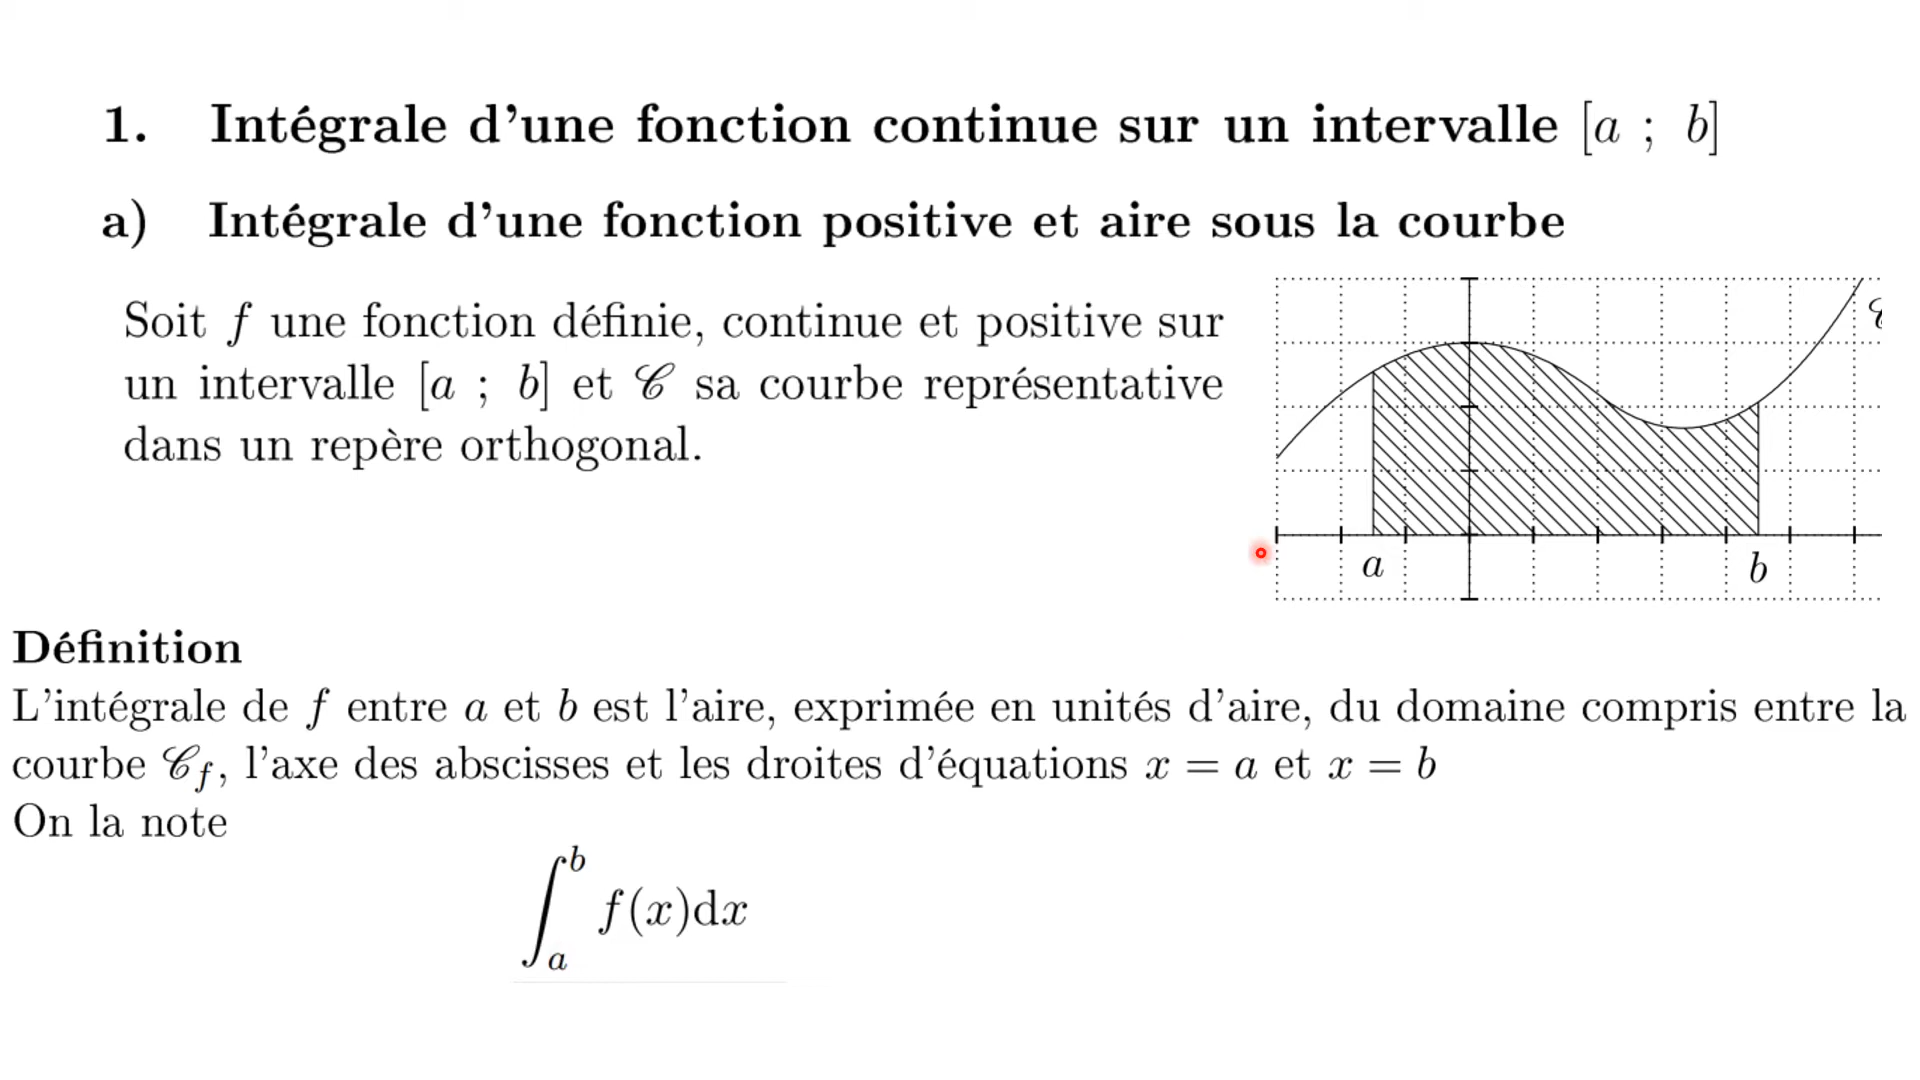 1. Intégrale d'une fonction continue sur un intervalle [a ; b]
a) Intégrale d'une fonction positive et aire sous la courbe
Soit f une fonction définie, continue et positive sur
un intervalle [a ; b] et 𝒞 sa courbe représentative
dans un repère orthogonal.
a b
Définition
L'intégrale de f entre a et b est l'aire, exprimée en unités d'aire, du domaine compris entre la
courbe 𝒞_f, l'axe des abscisses et les droites d'équations x = a et x = b
On la note
∫_a^b f(x)dx